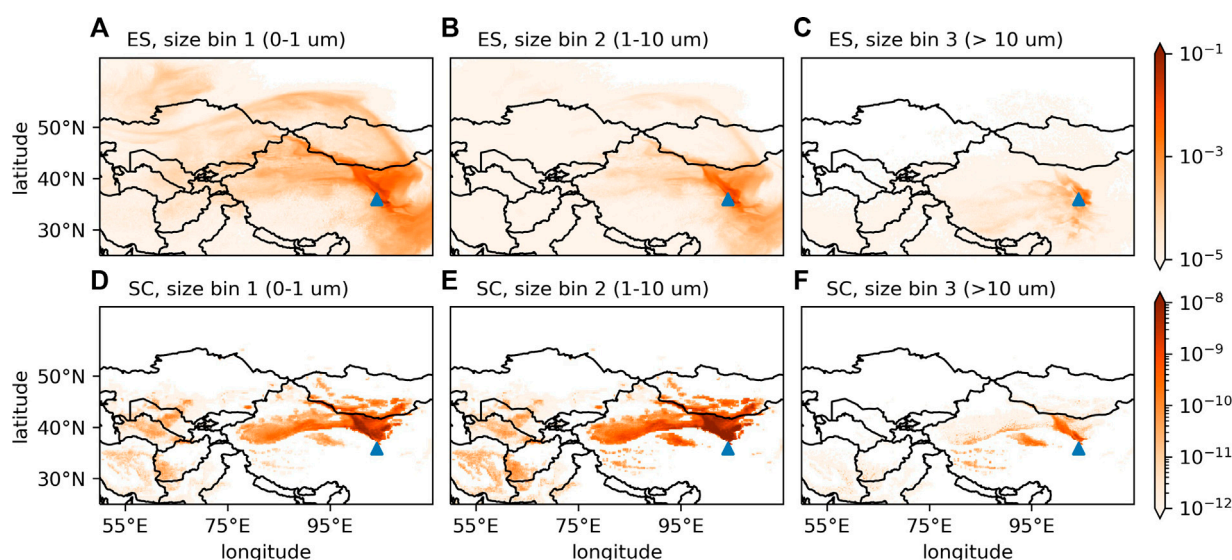 A ES, size bin 1 (0-1 um)
B ES, size bin 2 (1-10 um)
C ES, size bin 3 (> 10 um)
50°N
40°N
30°N
latitude
10⁻¹
10⁻³
10⁻⁵
D SC, size bin 1 (0-1 um)
E SC, size bin 2 (1-10 um)
F SC, size bin 3 (>10 um)
50°N
40°N
30°N
latitude
10⁻⁸
10⁻⁹
10⁻¹⁰
10⁻¹¹
10⁻¹²
55°E 75°E 95°E
55°E 75°E 95°E
55°E 75°E 95°E
longitude
longitude
longitude